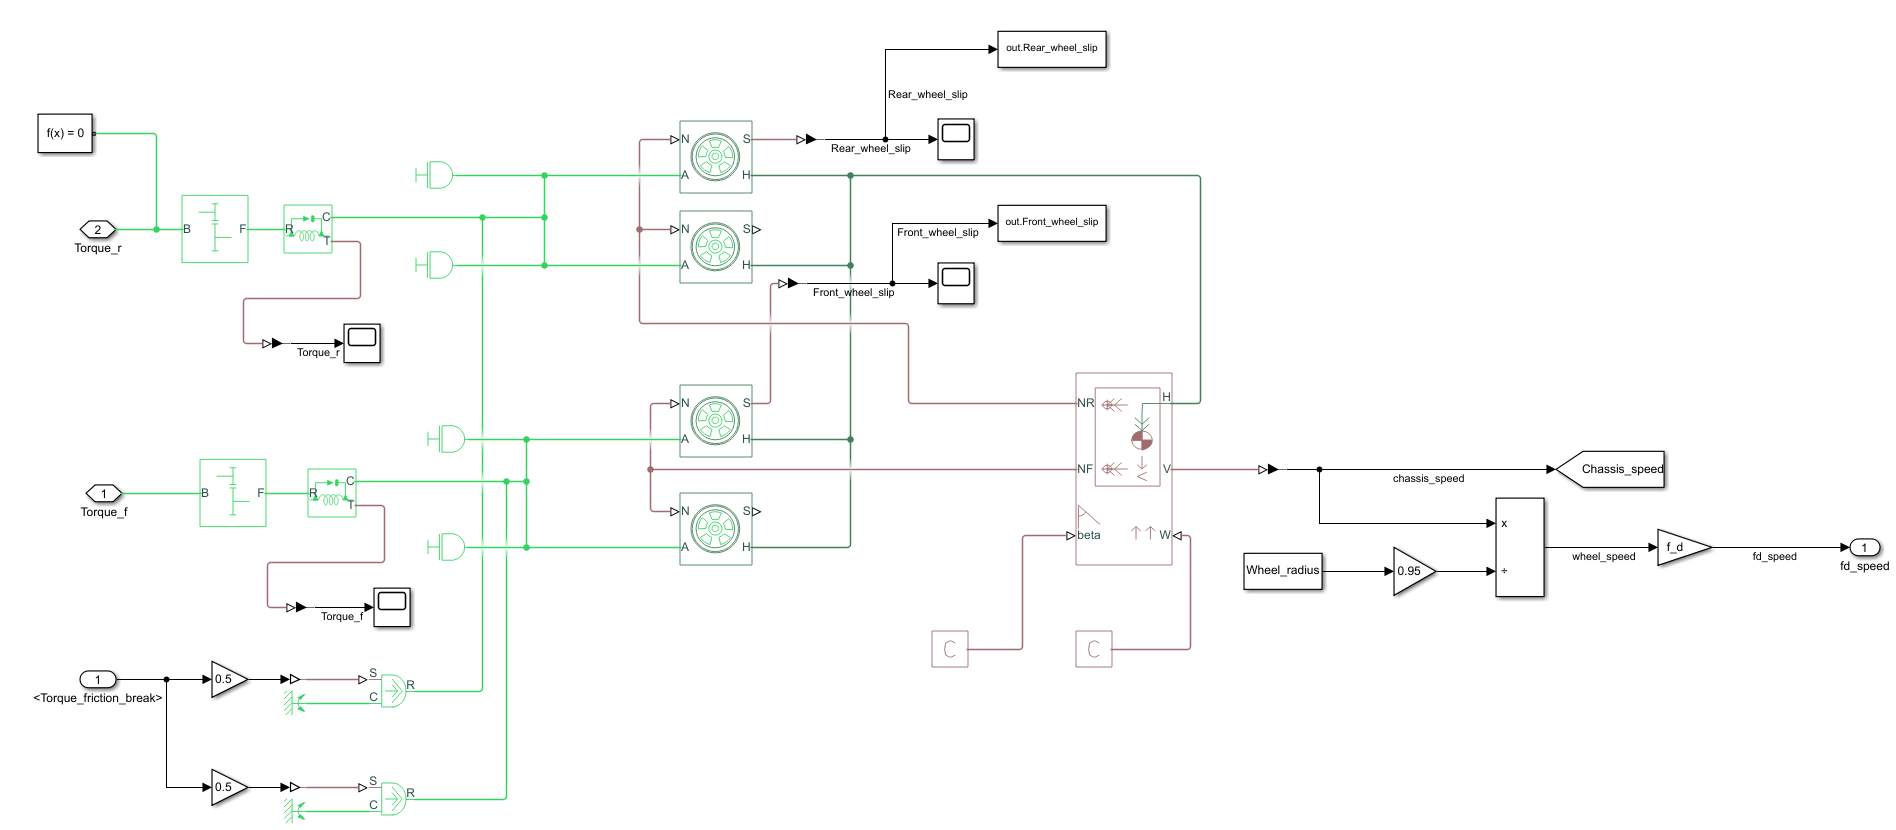 out.Rear_wheel_slip
Rear_wheel_slip
f(x) = 0
N
S
Rear_wheel_slip
A
H
out.Front_wheel_slip
2
B
F
R
C
T
N
S
Front_wheel_slip
Torque_r
A
H
Front_wheel_slip
Torque_r
N
S
NR
H
A
H
NF
V
chassis_speed
Chassis_speed
1
B
F
R
C
T
N
S
Torque_f
x
beta
W
A
H
wheel_speed
f_d
fd_speed
1
fd_speed
Wheel_radius
0.95
÷
Torque_f
C
C
1
0.5
S
C
R
<Torque_friction_break>
0.5
S
C
R